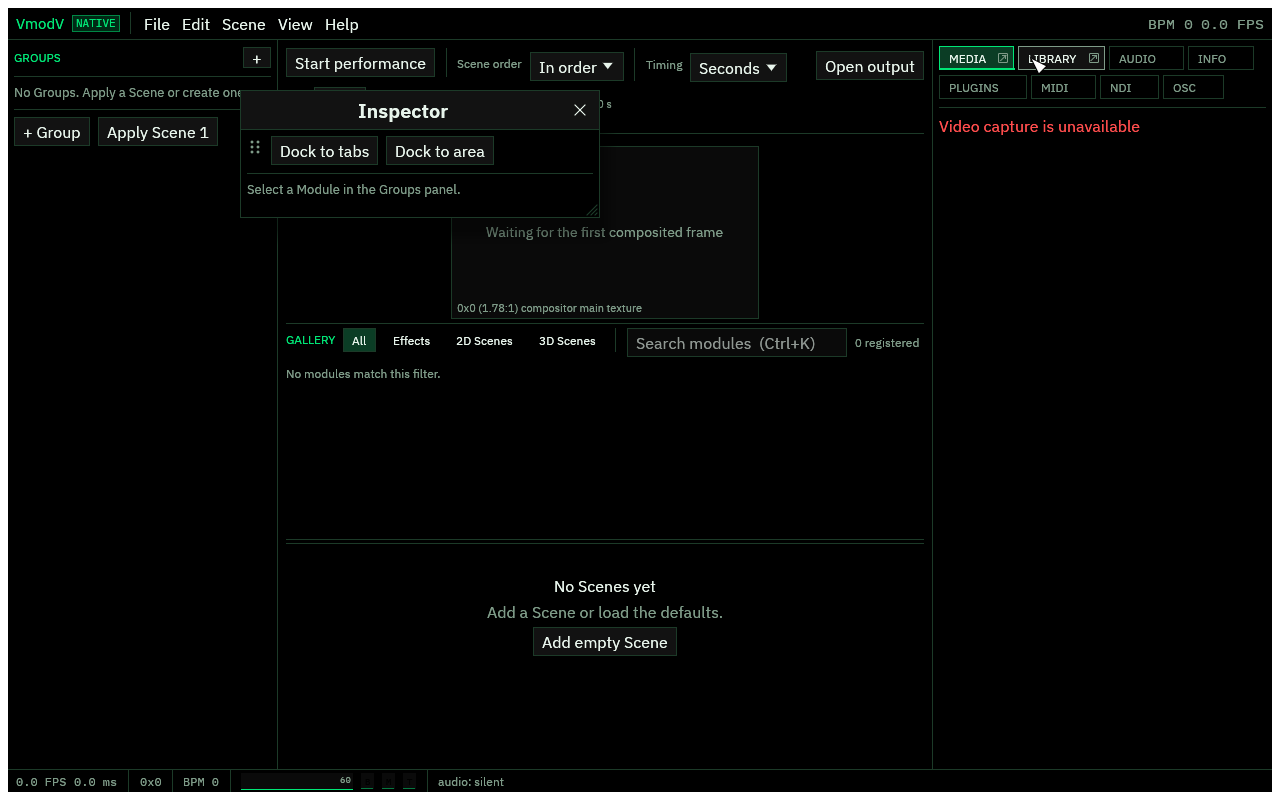 VmodV NATIVE File Edit Scene View Help BPM 0 0.0 FPS
GROUPS +
No Groups. Apply a Scene or create one
+ Group Apply Scene 1
Start performance Scene order In order Timing Seconds Open output
0 s
Inspector
Dock to tabs Dock to area
Select a Module in the Groups panel.
Waiting for the first composited frame
0x0 (1.78:1) compositor main texture
GALLERY All Effects 2D Scenes 3D Scenes Search modules (Ctrl+K) 0 registered
No modules match this filter.
No Scenes yet
Add a Scene or load the defaults.
Add empty Scene
MEDIA LIBRARY AUDIO INFO
PLUGINS MIDI NDI OSC
Video capture is unavailable
0.0 FPS 0.0 ms 0x0 BPM 0 60 audio: silent